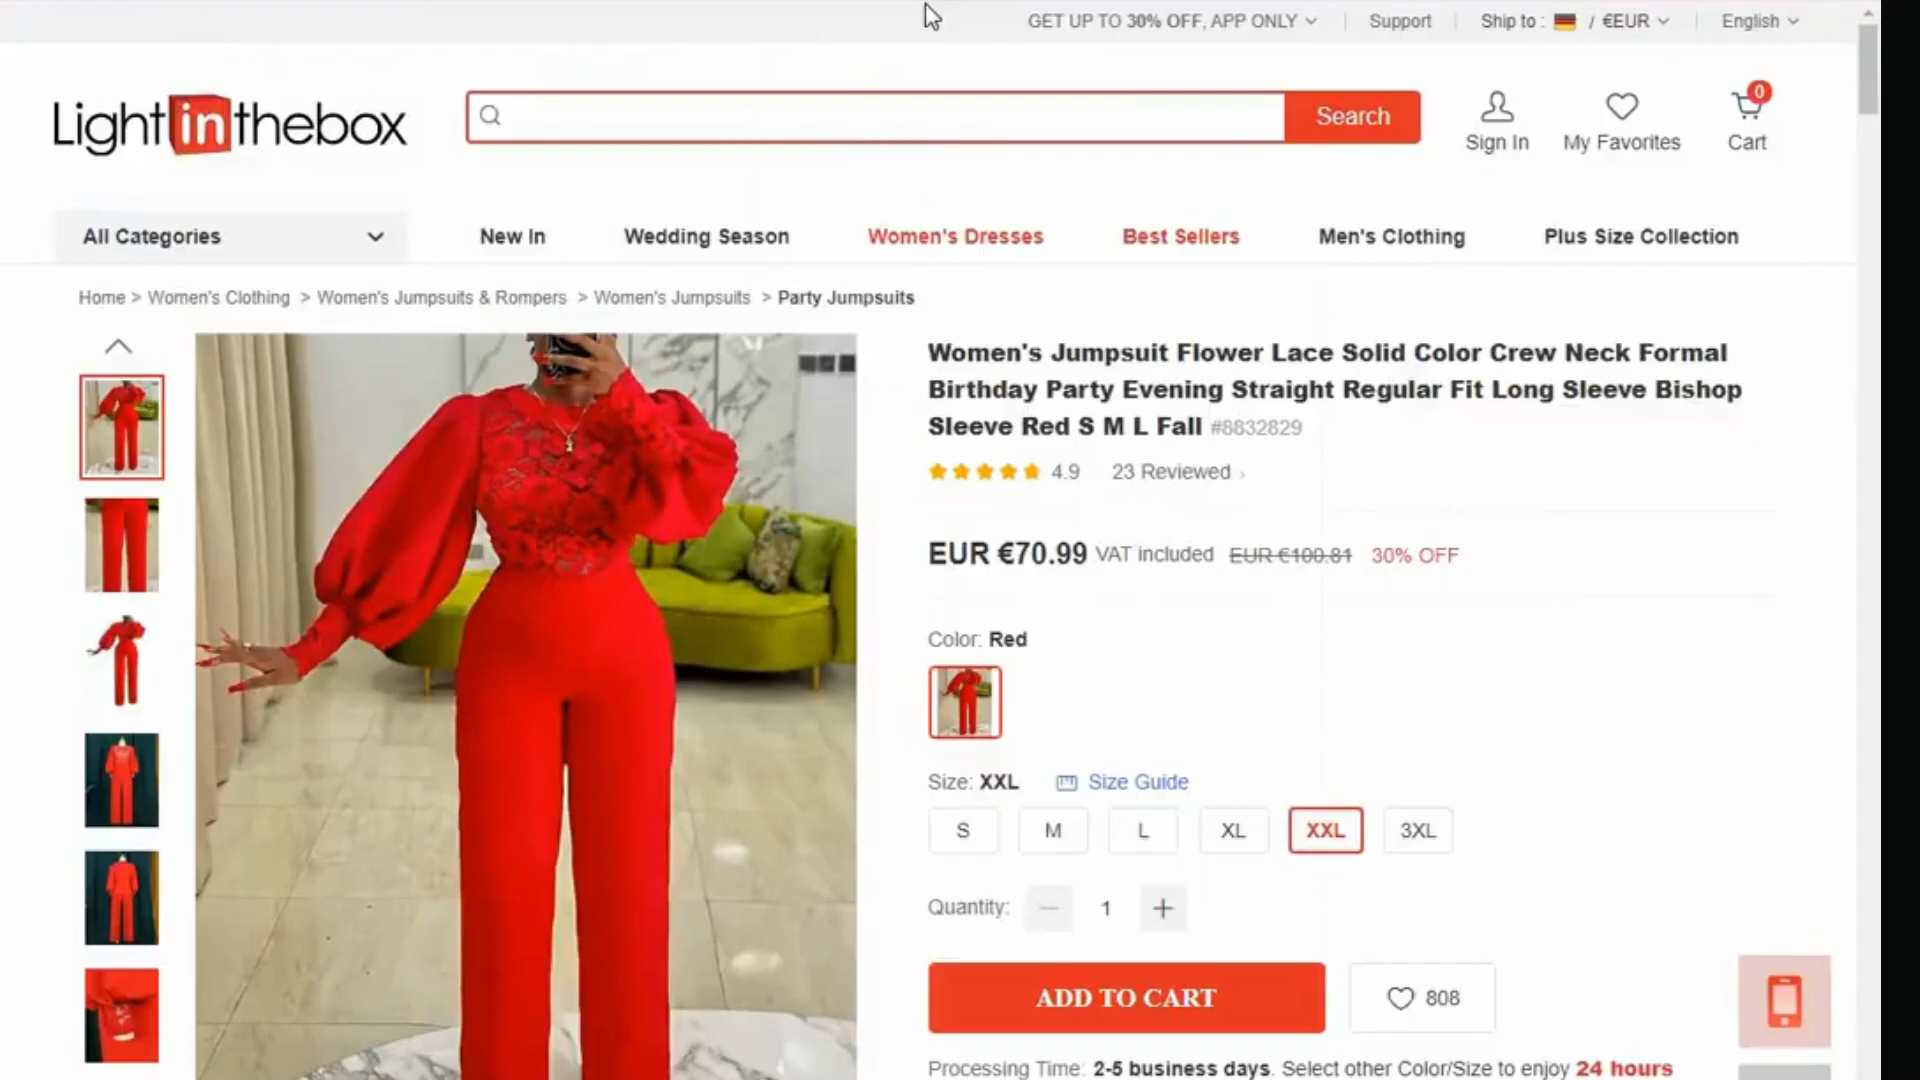 GET UP TO 30% OFF, APP ONLY
Support
Ship to : / €EUR
English
Lightinthebox
Search
Sign In
My Favorites
0
Cart
All Categories
New In
Wedding Season
Women's Dresses
Best Sellers
Men's Clothing
Plus Size Collection
Home > Women's Clothing > Women's Jumpsuits & Rompers > Women's Jumpsuits > Party Jumpsuits
Women's Jumpsuit Flower Lace Solid Color Crew Neck Formal
Birthday Party Evening Straight Regular Fit Long Sleeve Bishop
Sleeve Red S M L Fall #8832829
4.9 23 Reviewed >
EUR €70.99 VAT included EUR €100.81 30% OFF
Color: Red
Size: XXL Size Guide
S M L XL XXL 3XL
Quantity: 1 +
ADD TO CART
808
Processing Time: 2-5 business days. Select other Color/Size to enjoy 24 hours